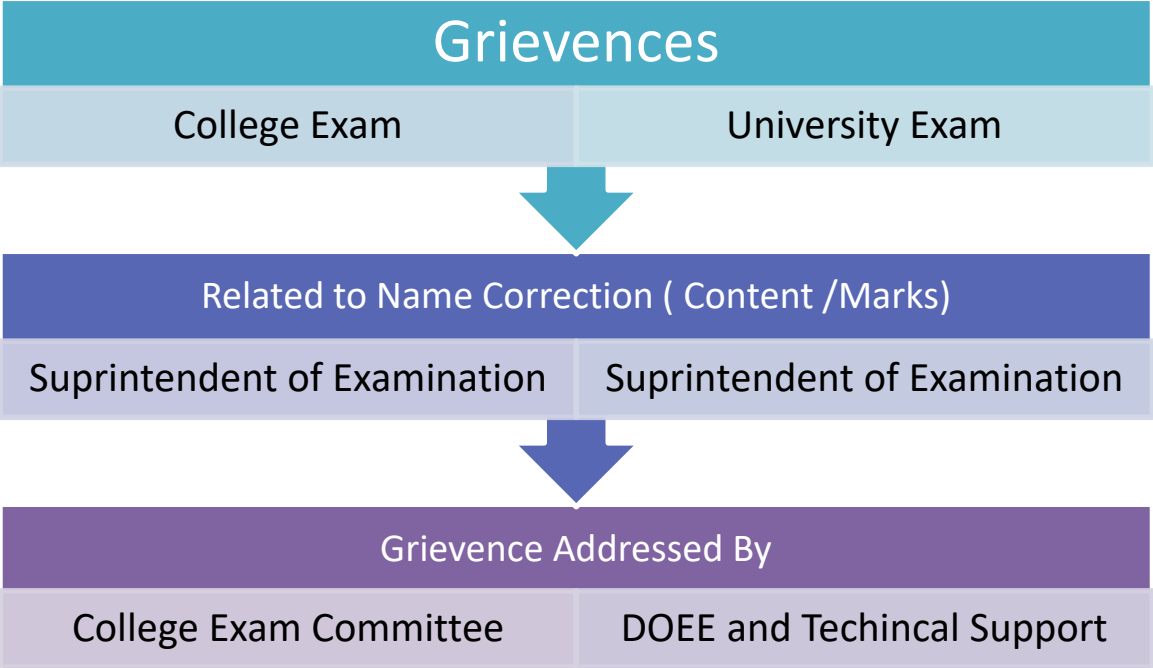 Grievences
College Exam
University Exam
Related to Name Correction ( Content /Marks)
Suprintendent of Examination
Suprintendent of Examination
Grievence Addressed By
College Exam Committee
DOEE and Techincal Support